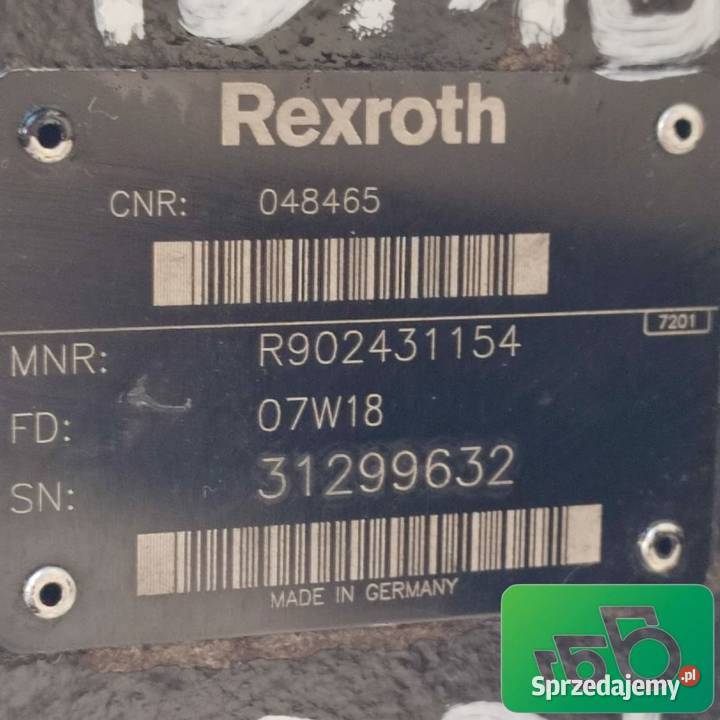 Rexroth
CNR: 048465
7201
MNR: R902431154
FD: 07W18
SN: 31299632
MADE IN GERMANY
Sprzedajemy.pl